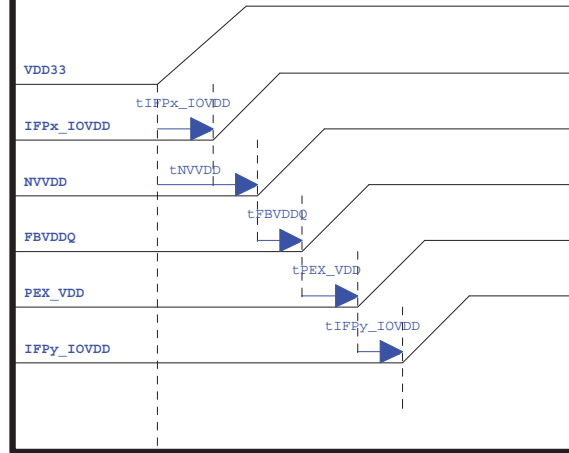 VDD33
tIFPx_IOVDD
IFPx_IOVDD
tNVVDD
NVVDD
tFBVDDQ
FBVDDQ
tPEX_VDD
PEX_VDD
tIFPy_IOVDD
IFPy_IOVDD